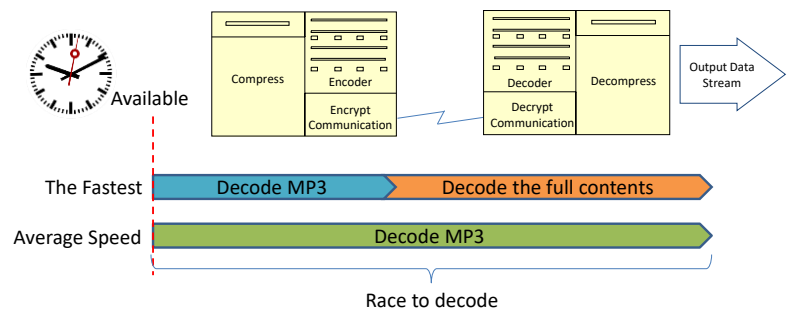 Available
Compress
Encoder
Encrypt
Communication
Decoder
Decrypt
Communication
Decompress
Output Data
Stream
The Fastest
Decode MP3
Decode the full contents
Average Speed
Decode MP3
Race to decode